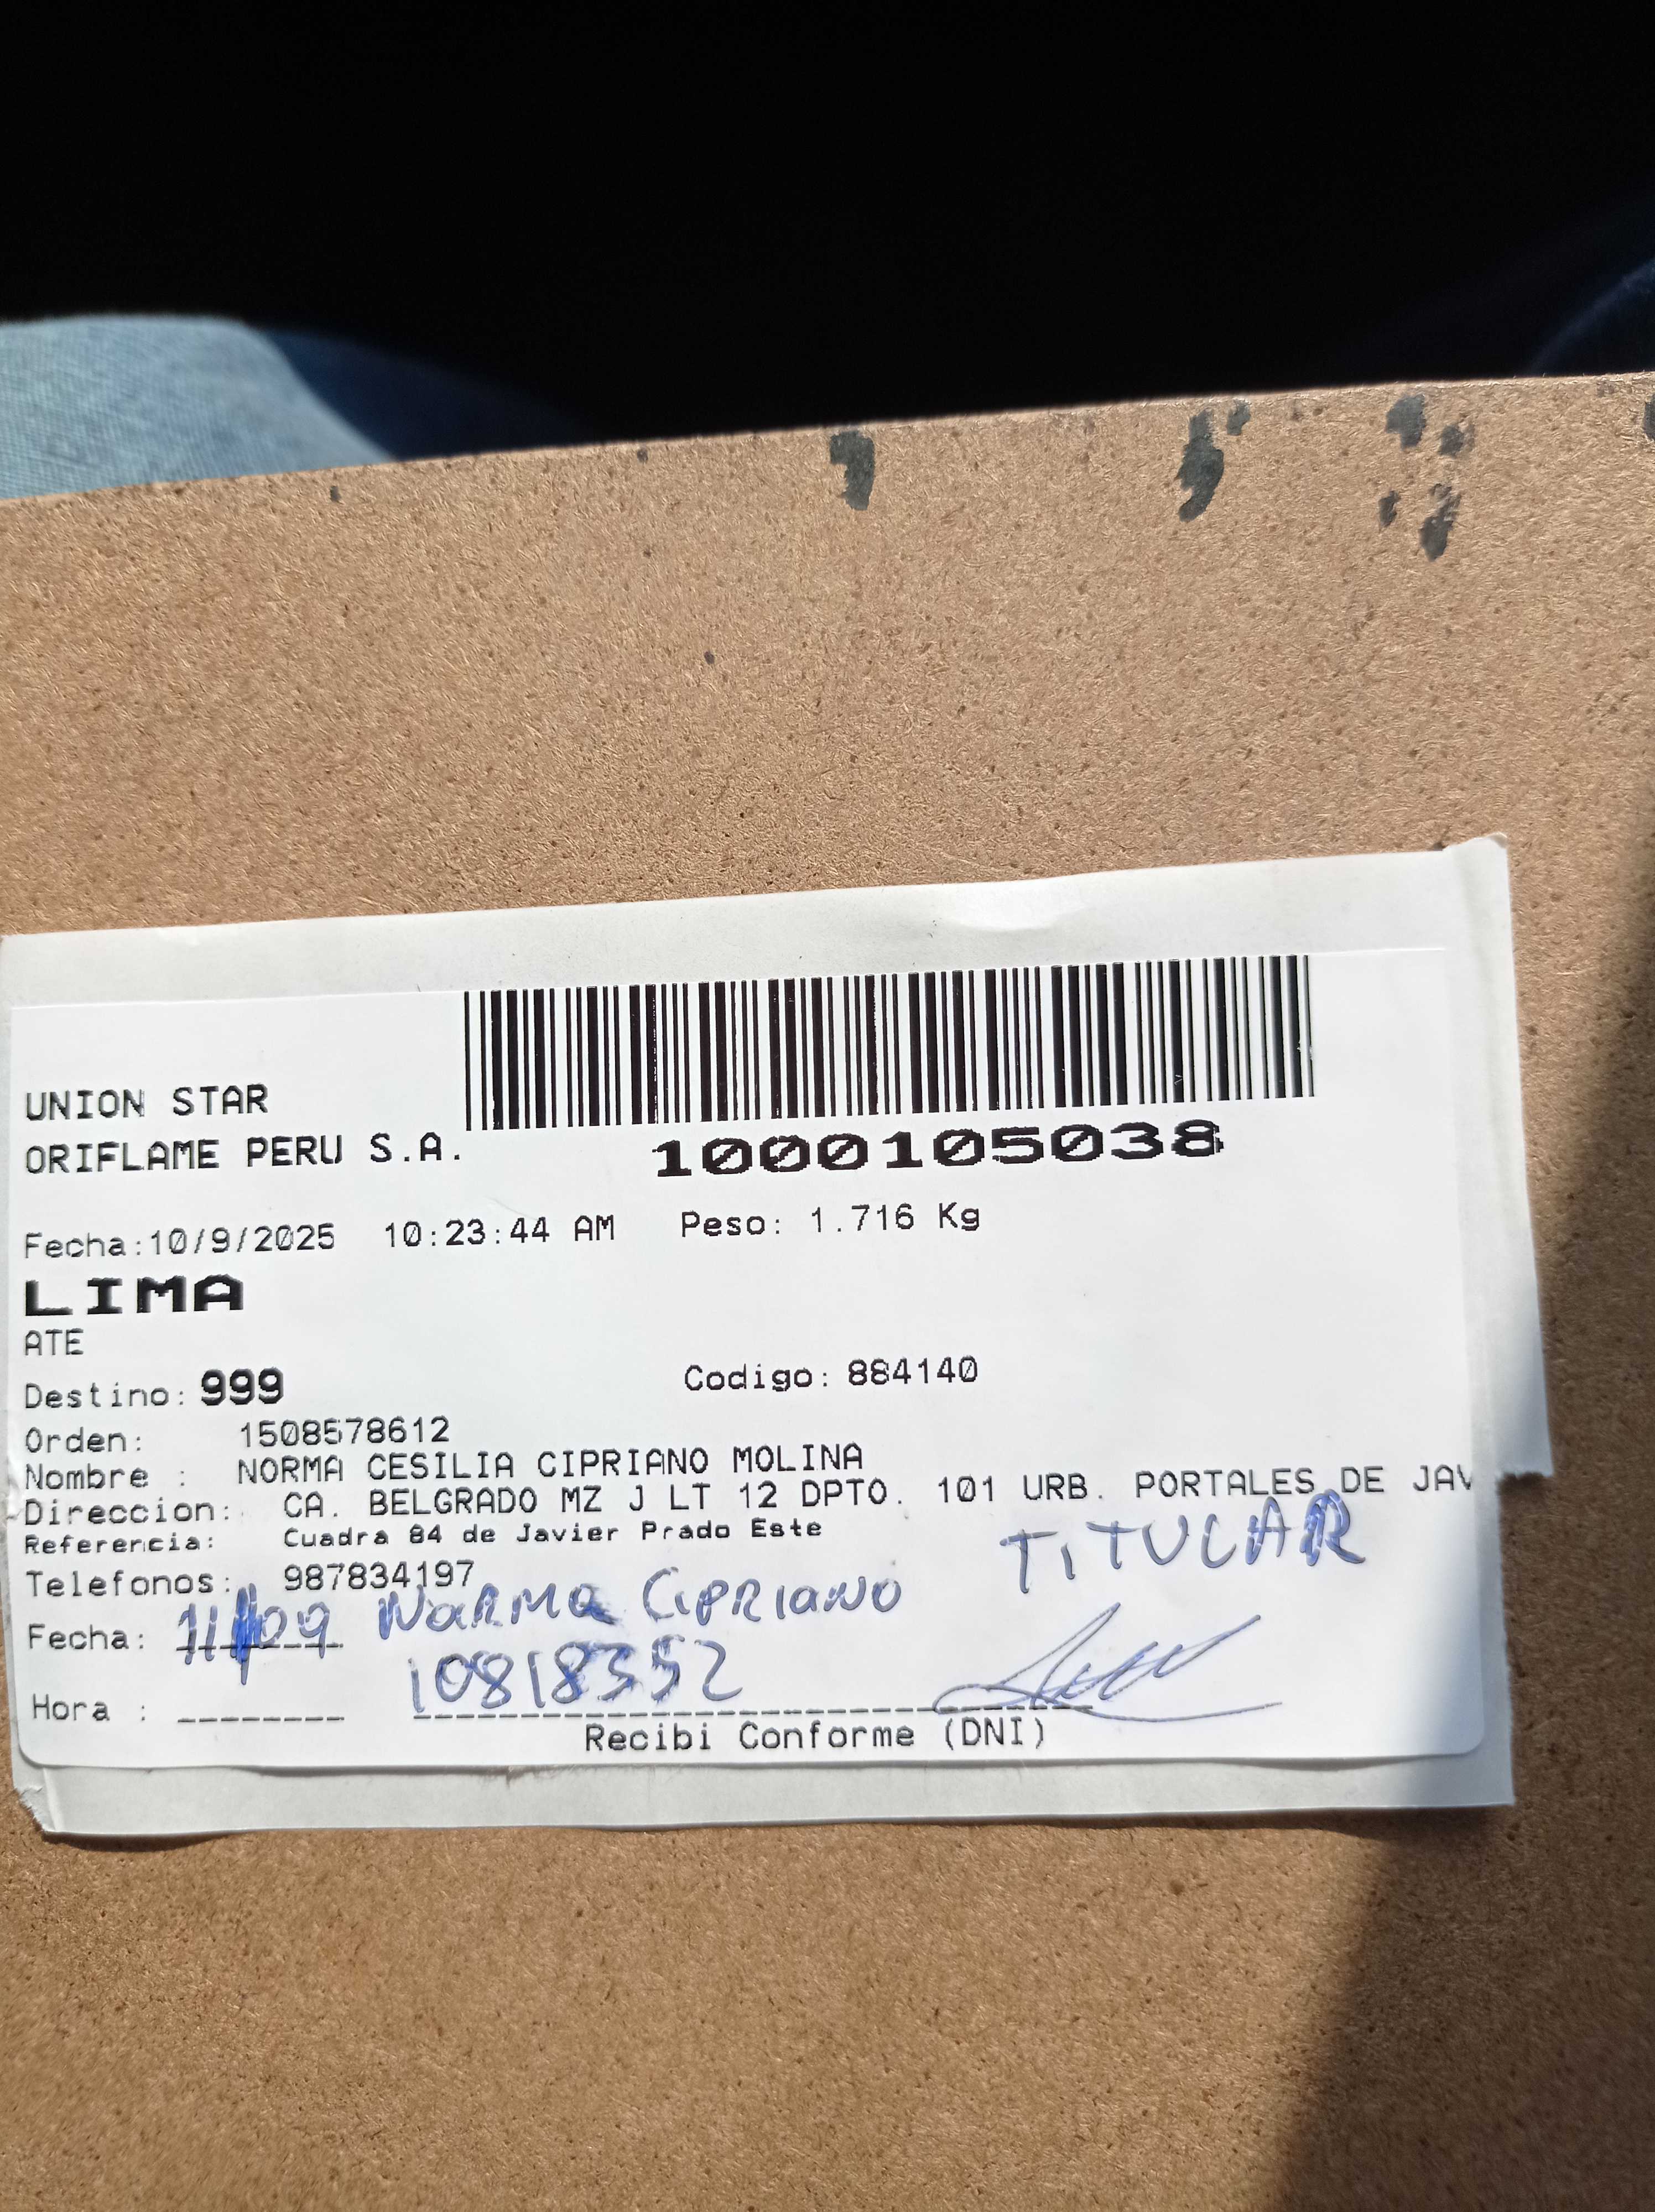 UNION STAR
ORIFLAME PERU S.A.
1000105038
Fecha:10/9/2025 10:23:44 AM Peso: 1.716 Kg
LIMA
ATE
Destino: 999 Codigo: 884140
Orden: 1508578612
Nombre : NORMA CESILIA CIPRIANO MOLINA
Direccion: CA. BELGRADO MZ J LT 12 DPTO. 101 URB. PORTALES DE JAV
Referencia: Cuadra 84 de Javier Prado Este
TITULAR
Telefonos: 987834197
Fecha: 11/09 NORMA CIPRIANO
10818352
Hora : ________
Recibi Conforme (DNI)